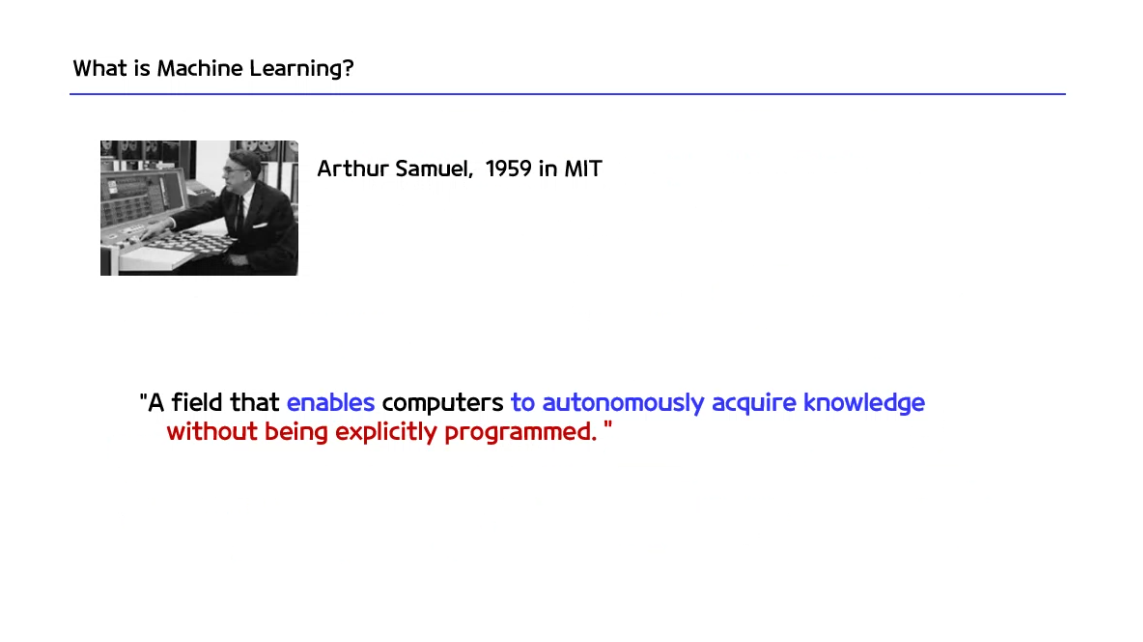 What is Machine Learning?
Arthur Samuel, 1959 in MIT
"A field that enables computers to autonomously acquire knowledge
without being explicitly programmed. "